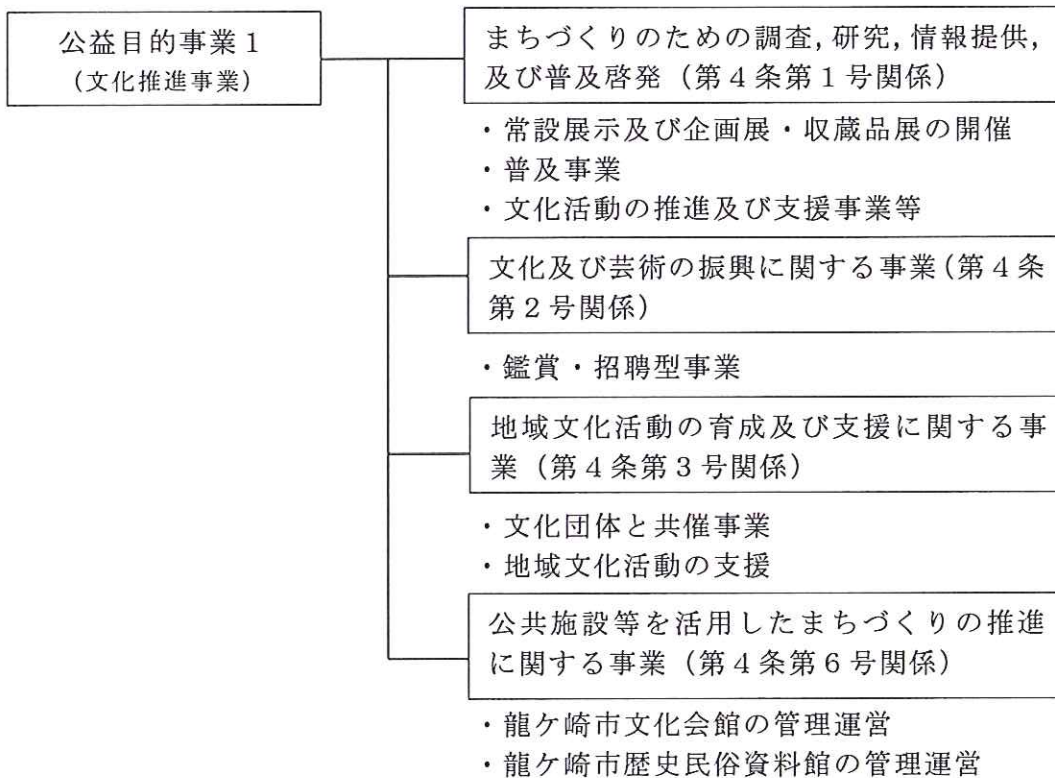 公益目的事業1
(文化推進事業)
まちづくりのための調査,研究,情報提供,
及び普及啓発(第4条第1号関係)
・常設展示及び企画展・収蔵品展の開催
・普及事業
・文化活動の推進及び支援事業等
文化及び芸術の振興に関する事業(第4条
第2号関係)
・鑑賞・招聘型事業
地域文化活動の育成及び支援に関する事
業(第4条第3号関係)
・文化団体と共催事業
・地域文化活動の支援
公共施設等を活用したまちづくりの推進
に関する事業(第4条第6号関係)
・龍ケ崎市文化会館の管理運営
・龍ケ崎市歴史民俗資料館の管理運営